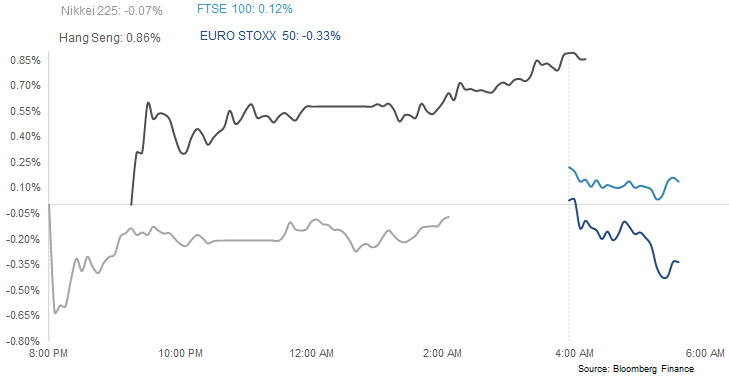 Nikkei 225: -0.07%
FTSE 100: 0.12%
Hang Seng: 0.86%
EURO STOXX 50: -0.33%
0.85%
0.70%
0.55%
0.40%
0.25%
0.10%
-0.05%
-0.20%
-0.35%
-0.50%
-0.65%
-0.80%
8:00 PM
10:00 PM
12:00 AM
2:00 AM
4:00 AM
6:00 AM
Source: Bloomberg Finance